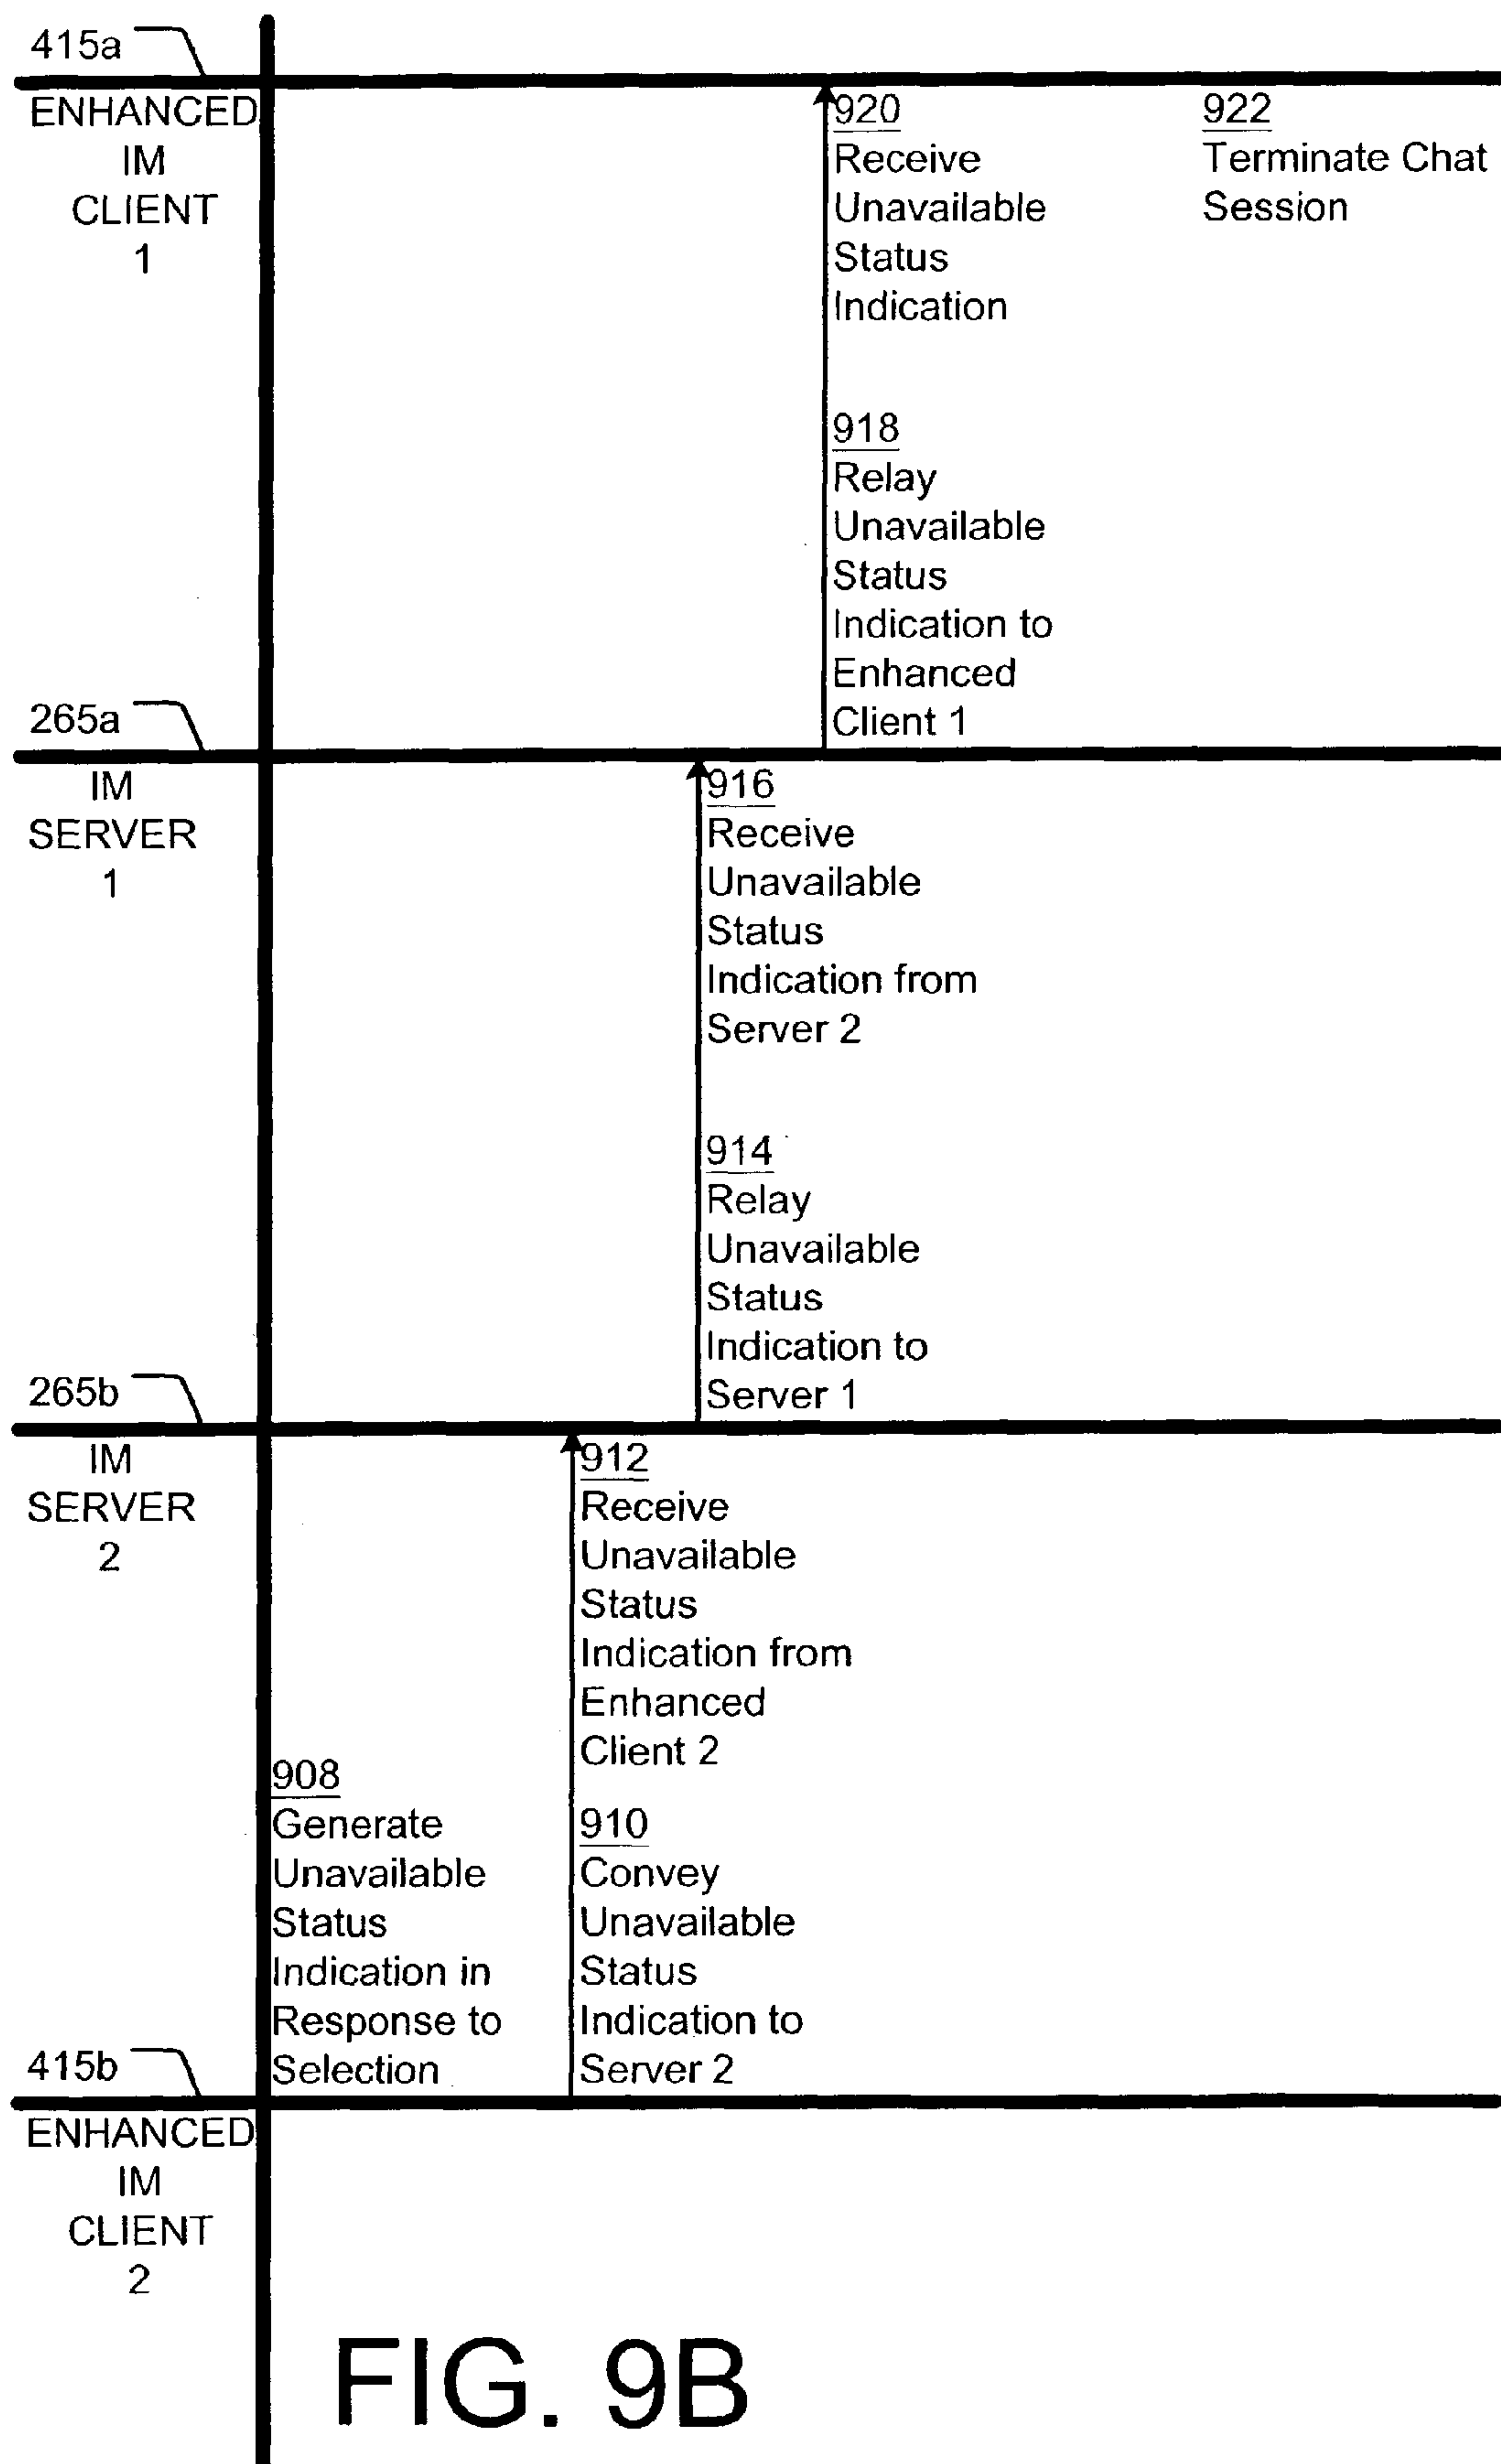 415a
ENHANCED
IM
CLIENT
1
920
Receive
Unavailable
Status
Indication
922
Terminate Chat
Session
918
Relay
Unavailable
Status
Indication to
Enhanced
Client 1
265a
IM
SERVER
1
916
Receive
Unavailable
Status
Indication from
Server 2
914
Relay
Unavailable
Status
Indication to
Server 1
265b
IM
SERVER
2
912
Receive
Unavailable
Status
Indication from
Enhanced
Client 2
908
Generate
Unavailable
Status
Indication in
Response to
Selection
910
Convey
Unavailable
Status
Indication to
Server 2
415b
ENHANCED
IM
CLIENT
2
FIG. 9B